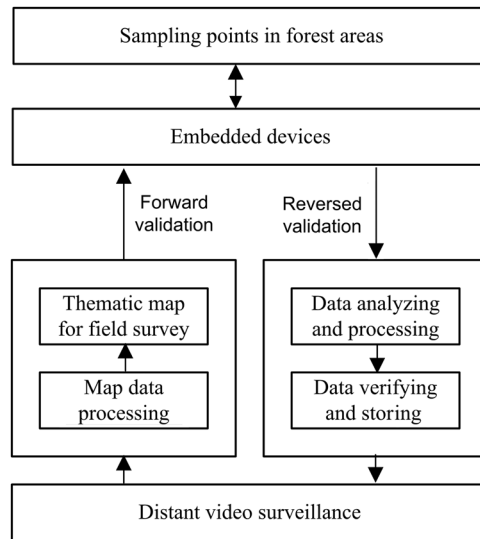 Sampling points in forest areas
Embedded devices
Forward
validation
Reversed
validation
Thematic map
for field survey
Map data
processing
Data analyzing
and processing
Data verifying
and storing
Distant video surveillance